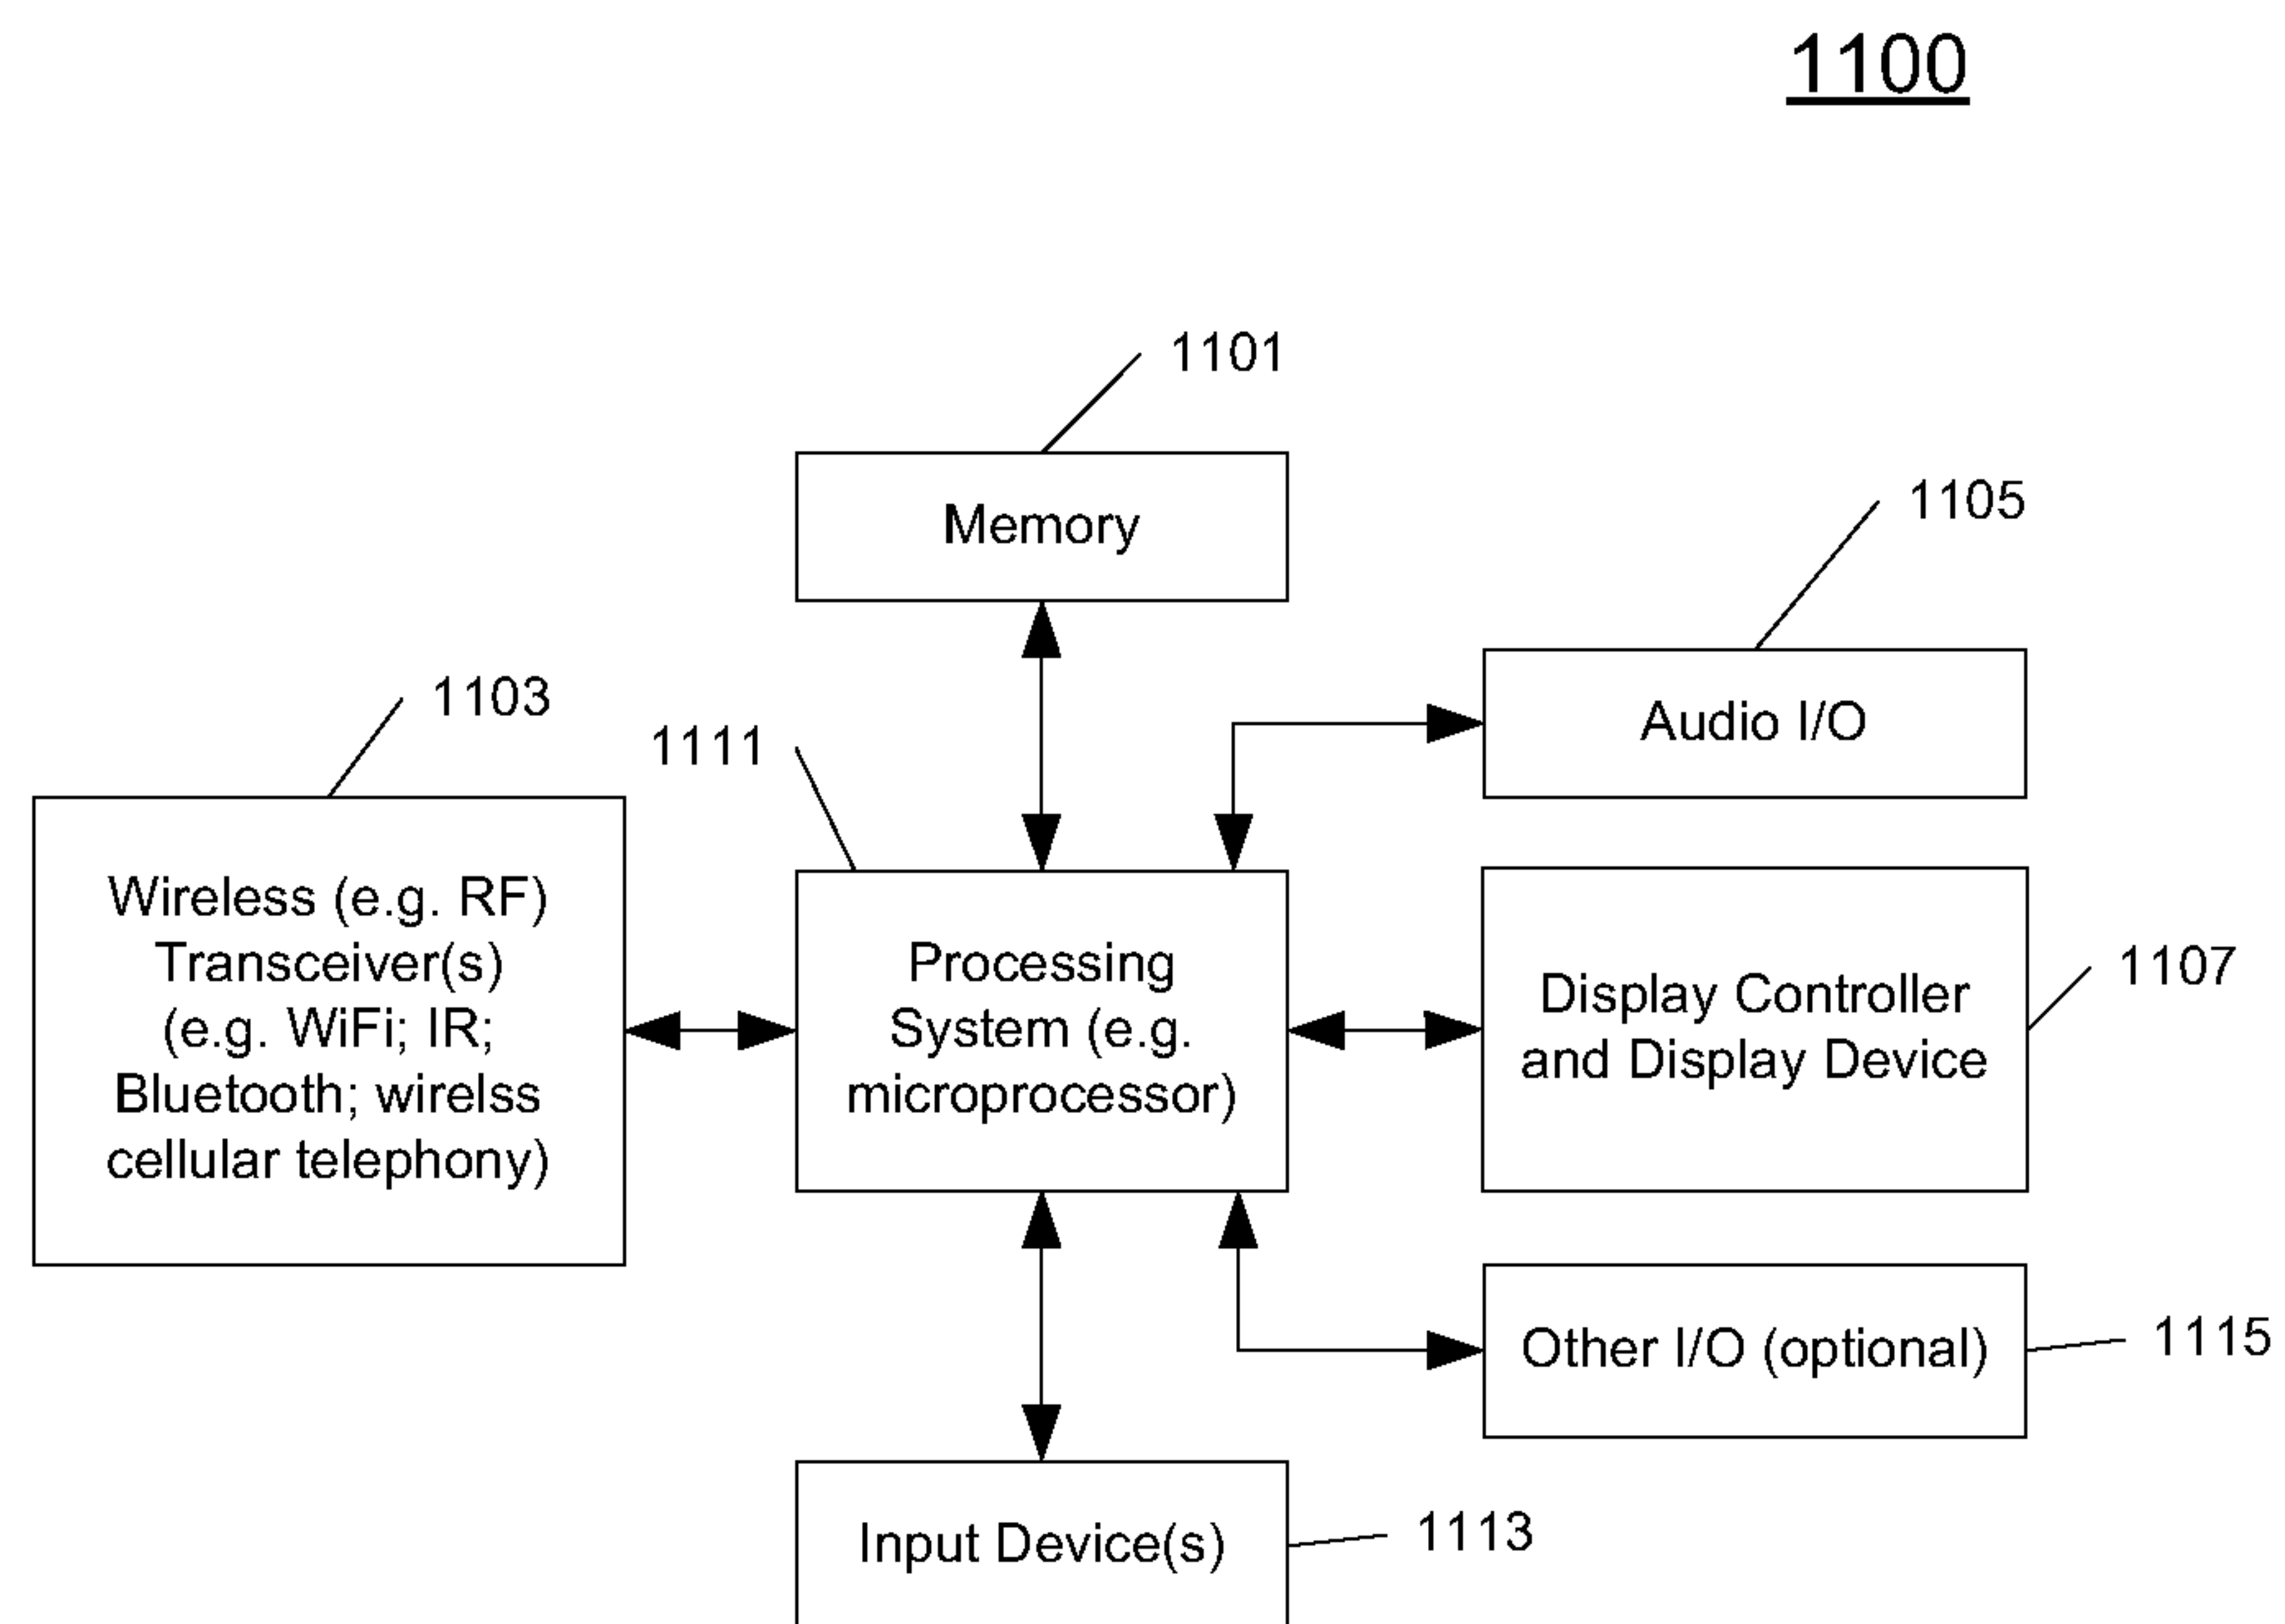 1100
1101
Memory
1105
Audio I/O
1103
1111
Wireless (e.g. RF)
Transceiver(s)
(e.g. WiFi; IR;
Bluetooth; wirelss
cellular telephony)
Processing
System (e.g.
microprocessor)
Display Controller
and Display Device
1107
Other I/O (optional)
1115
Input Device(s)
1113